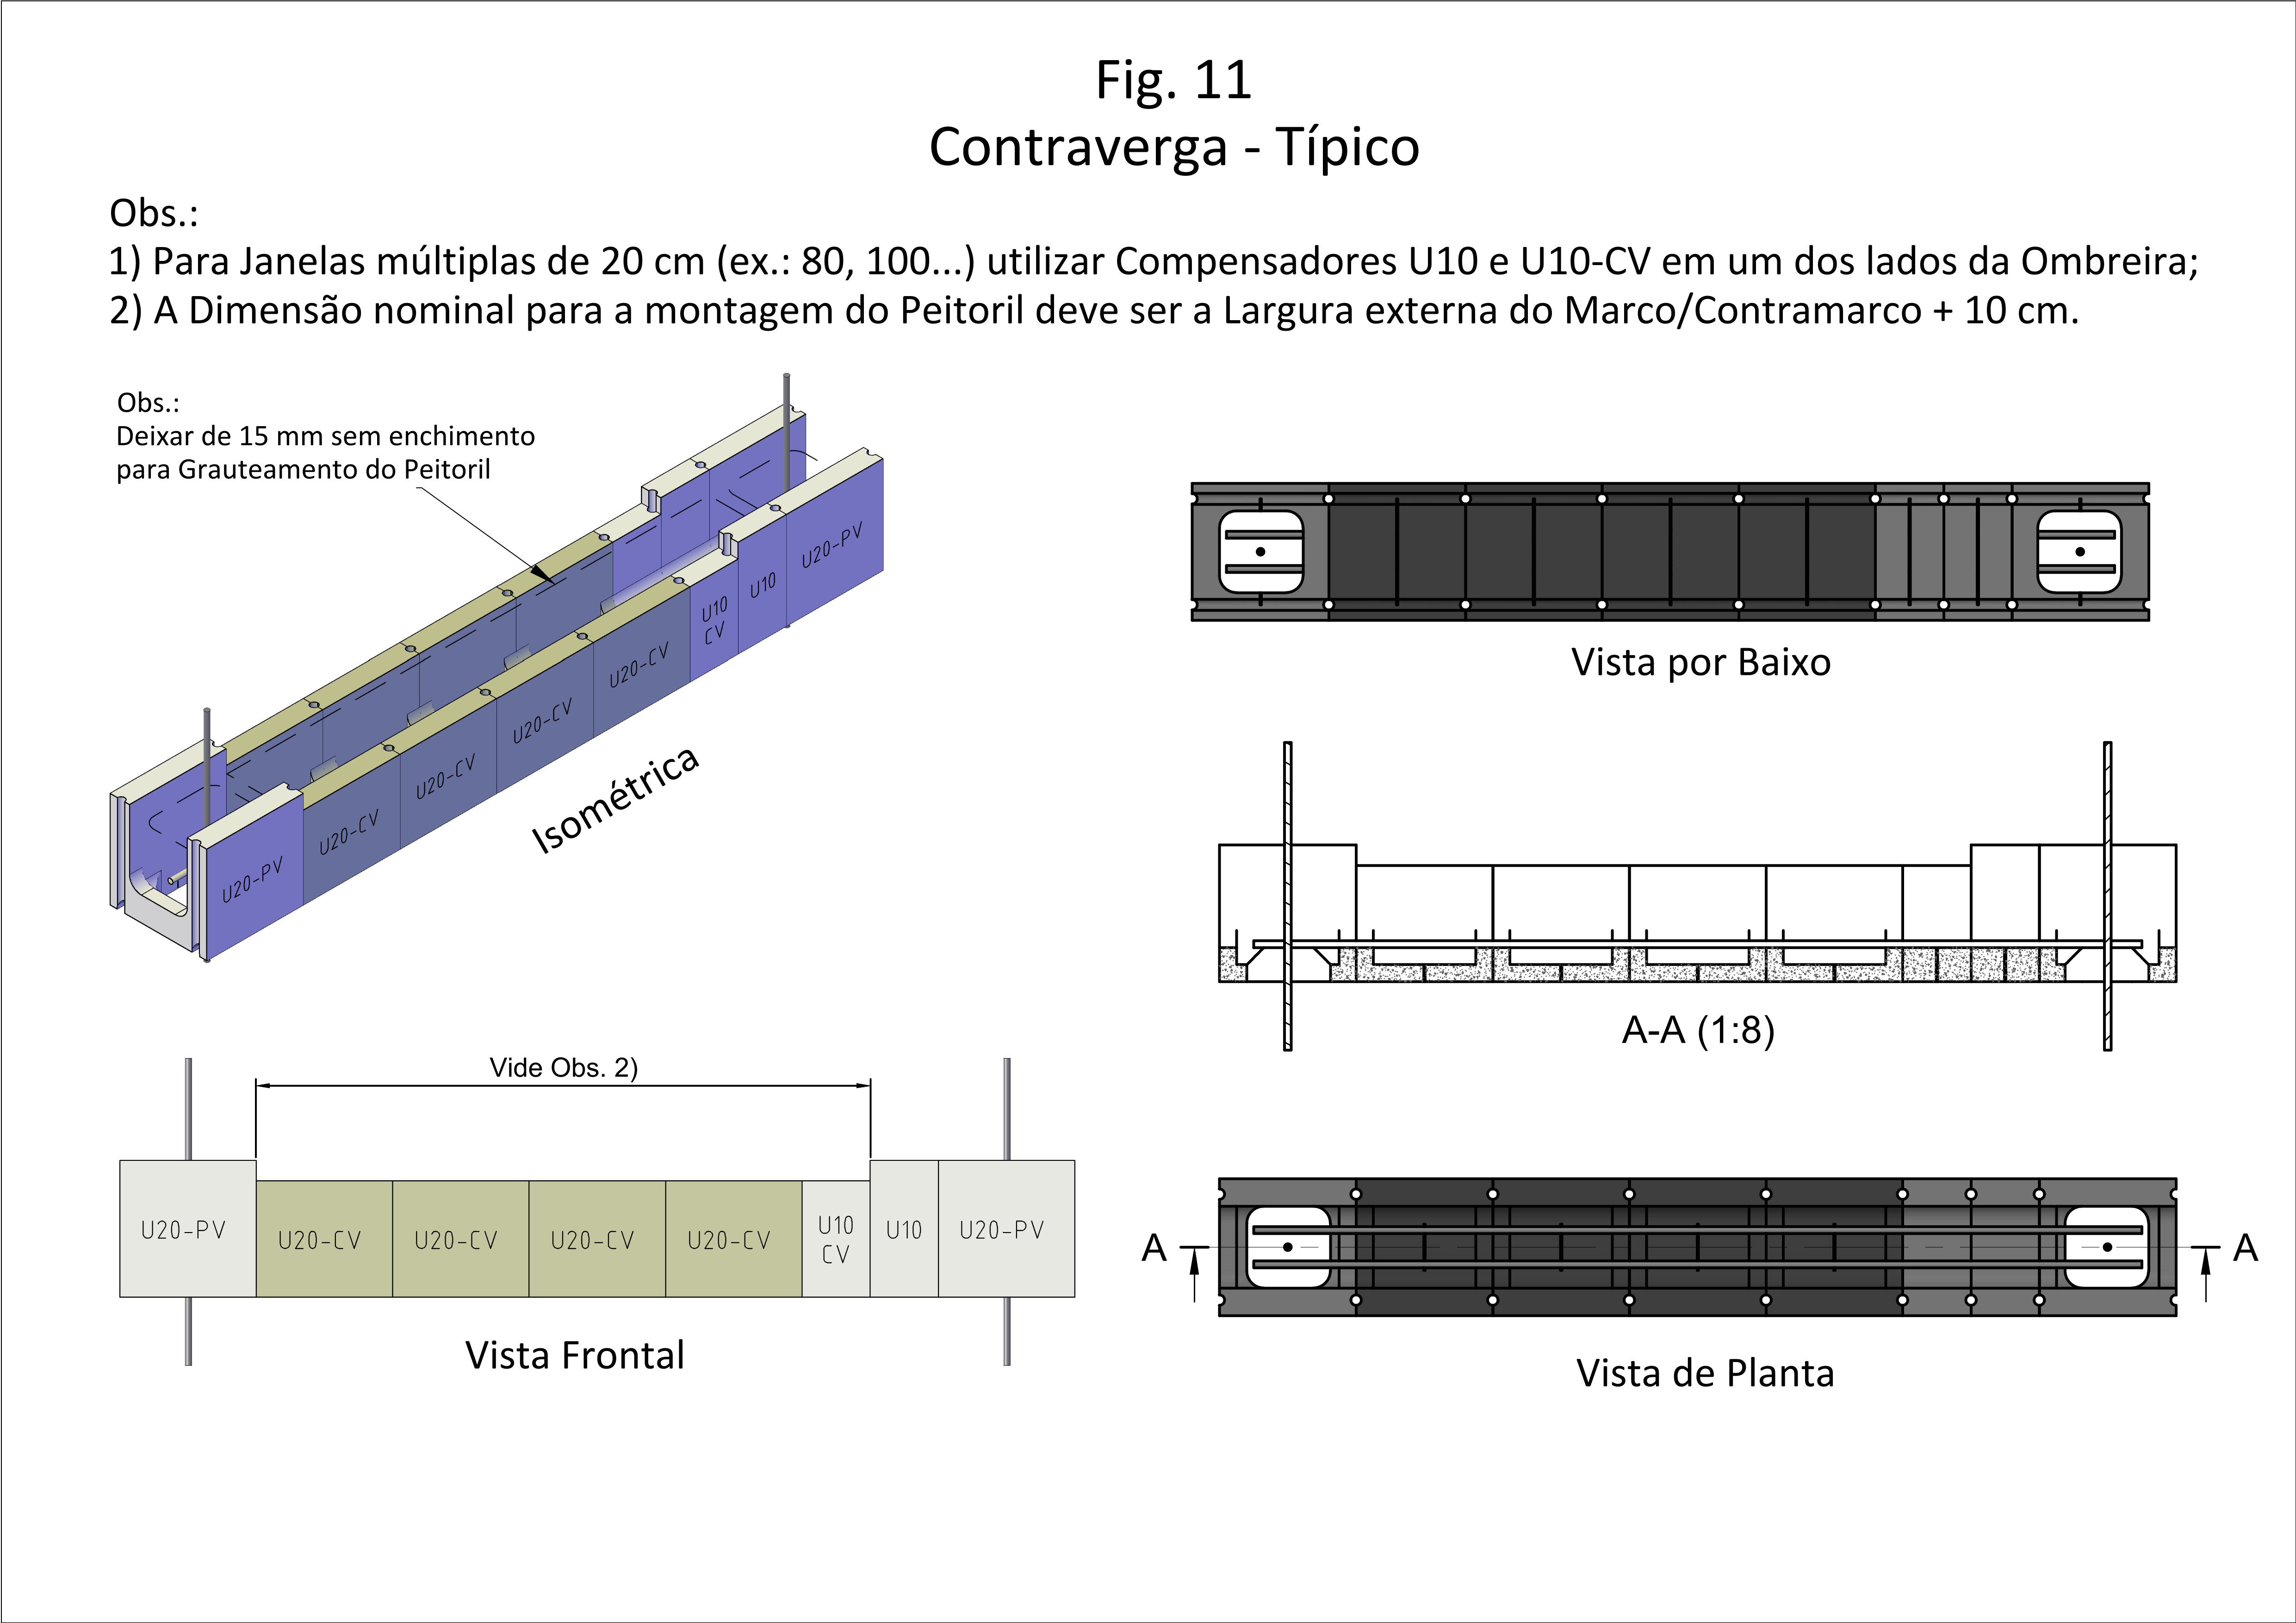 Fig. 11
Contraverga - Típico
Obs.:
1) Para Janelas múltiplas de 20 cm (ex.: 80, 100...) utilizar Compensadores U10 e U10-CV em um dos lados da Ombreira;
2) A Dimensão nominal para a montagem do Peitoril deve ser a Largura externa do Marco/Contramarco + 10 cm.
Obs.:
Deixar de 15 mm sem enchimento
para Grauteamento do Peitoril
U20-PV
U20-CV
U20-CV
U20-CV
U20-CV
U10
CV
U10
U20-PV
Isométrica
Vista por Baixo
A-A (1:8)
Vide Obs. 2)
U20-PV
U20-CV
U20-CV
U20-CV
U20-CV
U10
CV
U10
U20-PV
Vista Frontal
A
A
Vista de Planta